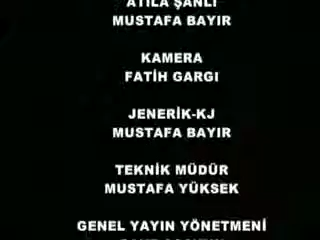 ATİLA ŞANLI
MUSTAFA BAYIR
KAMERA
FATİH GARGI
JENERİK-KJ
MUSTAFA BAYIR
TEKNİK MÜDÜR
MUSTAFA YÜKSEK
GENEL YAYIN YÖNETMENİ